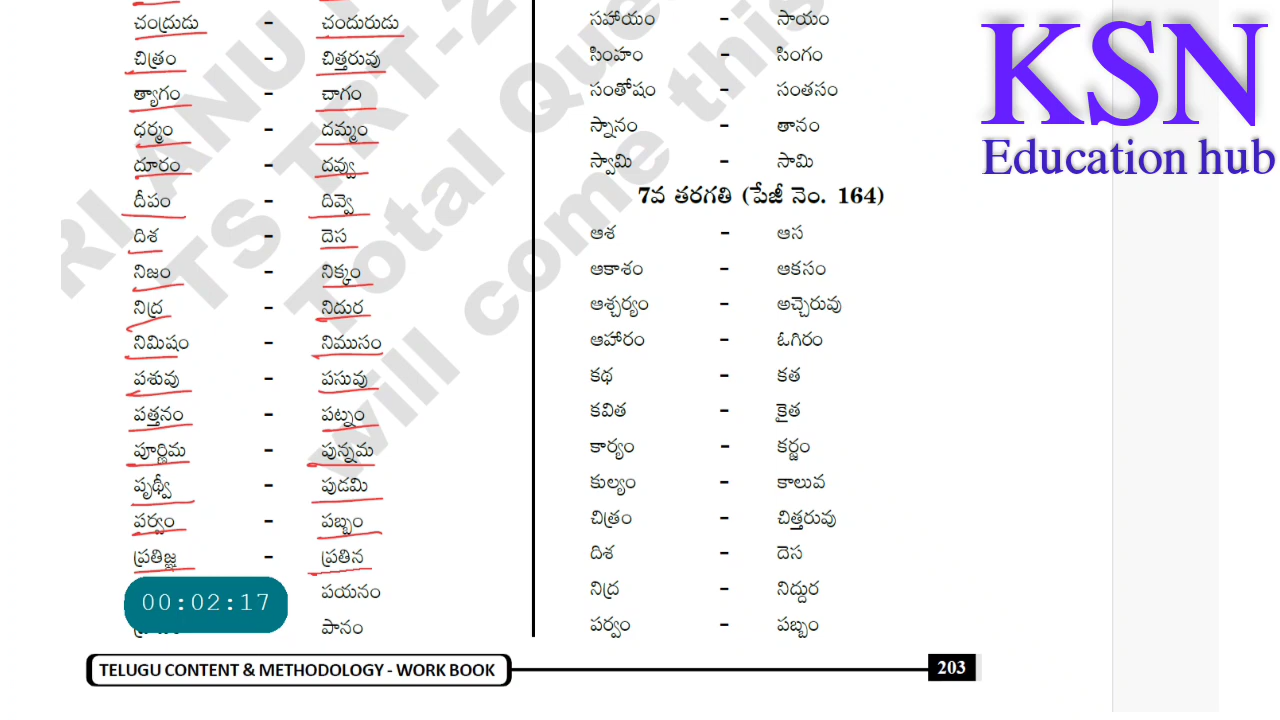 చంద్రుడు - చందురుడు
చిత్రం - చిత్తరువు
త్యాగం - చాగం
ధర్మం - దమ్మం
దూరం - దవ్వు
దీపం - దివ్వె
దిశ - దెస
నిజం - నిక్కం
నిద్ర - నిదుర
నిమిషం - నిముసం
పశువు - పసువు
పత్తనం - పట్నం
పూర్ణిమ - పున్నమ
పృథ్వీ - పుడమి
పర్వం - పబ్బం
ప్రతిజ్ఞ - ప్రతిన
పయనం
పానం
00:02:17
సహాయం - సాయం
సింహం - సింగం
సంతోషం - సంతసం
స్నానం - తానం
స్వామి - సామి
7వ తరగతి (పేజీ నెం. 164)
ఆశ - ఆస
ఆకాశం - ఆకసం
ఆశ్చర్యం - అచ్చెరువు
ఆహారం - ఓగిరం
కథ - కత
కవిత - కైత
కార్యం - కర్జం
కుల్యం - కాలువ
చిత్రం - చిత్తరువు
దిశ - దెస
నిద్ర - నిద్దుర
పర్వం - పబ్బం
KSN
Education hub
TELUGU CONTENT & METHODOLOGY - WORK BOOK
203